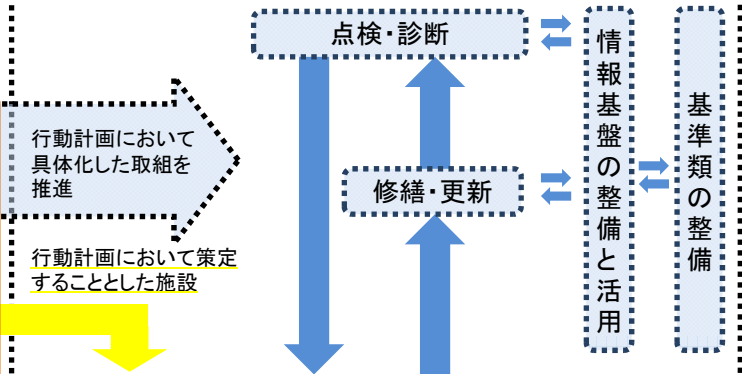 点検・診断
行動計画において
具体化した取組を
推進
修繕・更新
行動計画において策定
することとした施設
情報基盤の整備と活用
基準類の整備